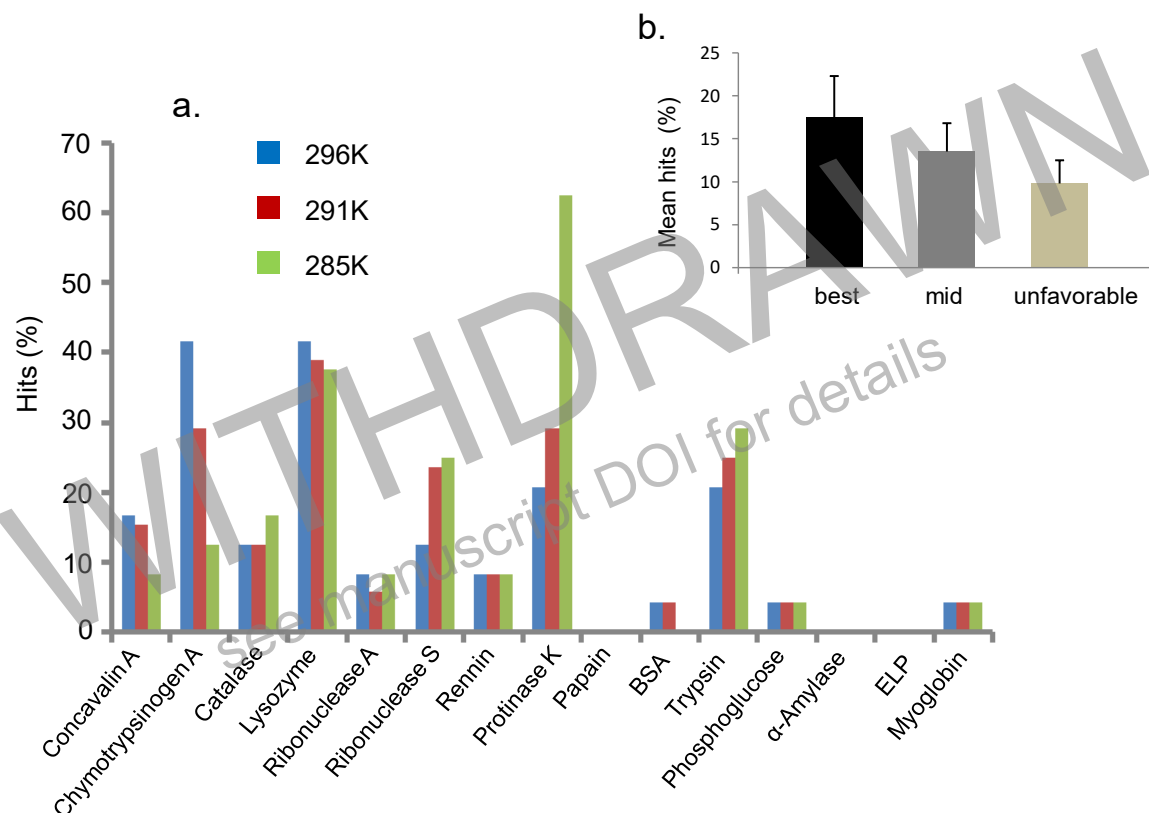 b.
25
20
15
10
5
0
Mean hits (%)
best
mid
unfavorable
a.
296K
291K
285K
70
60
50
40
30
20
10
0
Hits (%)
Concavalin A
Chymotrypsinogen A
Catalase
Lysozyme
Ribonuclease A
Ribonuclease S
Rennin
Protinase K
Papain
BSA
Trypsin
Phosphoglucose
α-Amylase
ELP
Myoglobin
WITHDRAWN
see manuscript DOI for details